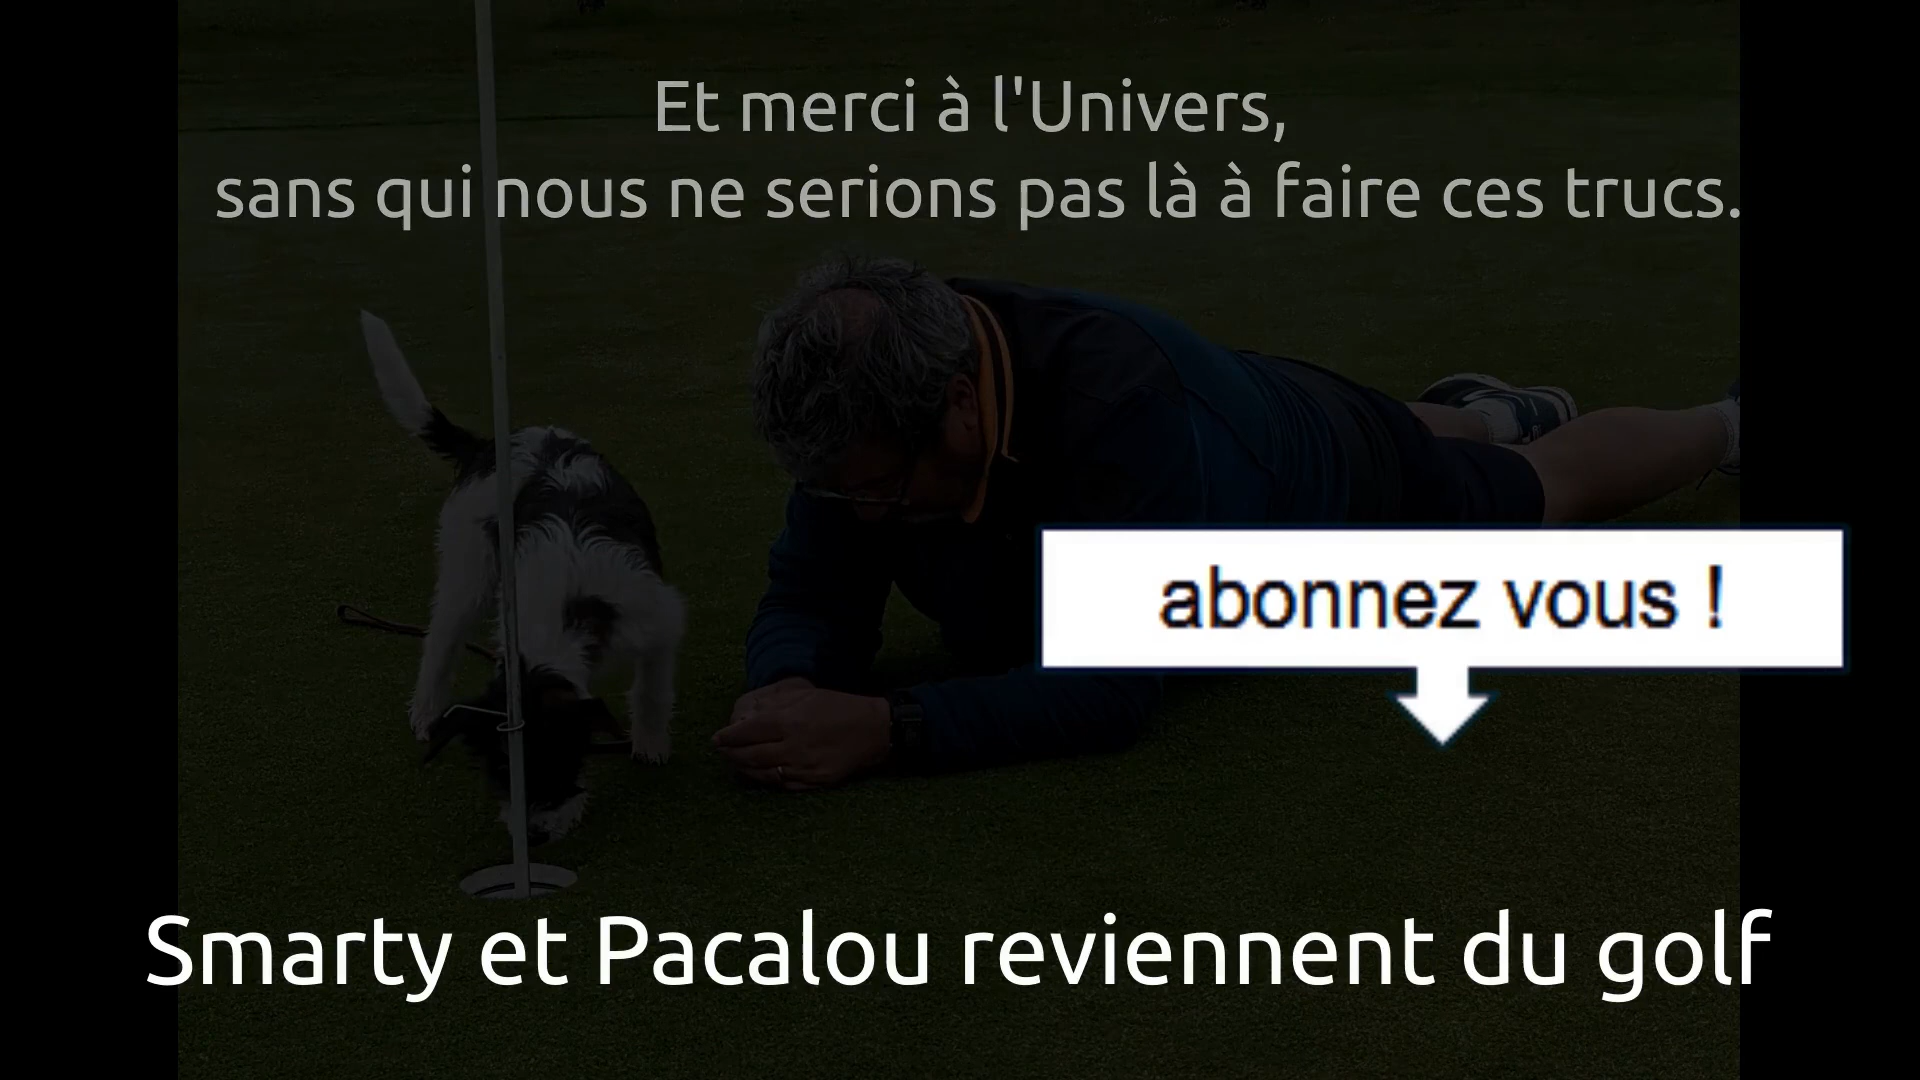 Et merci à l'Univers,
sans qui nous ne serions pas là à faire ces trucs.
abonnez vous !
Smarty et Pacalou reviennent du golf